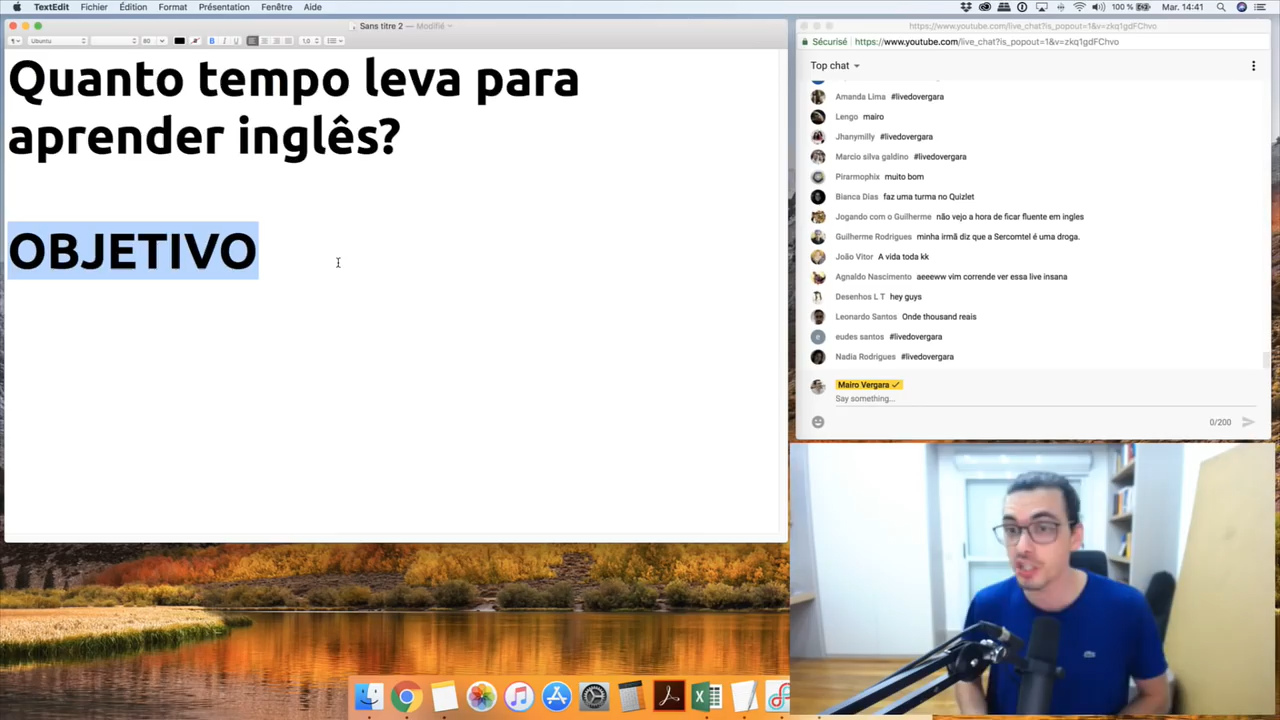 TextEdit Fichier Édition Format Présentation Fenêtre Aide 100 % Mar. 14:41
Sans titre 2 — Modifié
Ubuntu 80 B I U 1,0
Quanto tempo leva para
aprender inglês?
OBJETIVO
https://www.youtube.com/live_chat?is_popout=1&v=zkq1gdFChvo
Sécurisé https://www.youtube.com/live_chat?is_popout=1&v=zkq1gdFChvo
Top chat
Amanda Lima #livedovergara
Lengo mairo
Jhanymilly #livedovergara
Marcio silva galdino #livedovergara
Pirarmophix muito bom
Bianca Dias faz uma turma no Quizlet
Jogando com o Guilherme não vejo a hora de ficar fluente em ingles
Guilherme Rodrigues minha irmã diz que a Sercomtel é uma droga.
João Vitor A vida toda kk
Agnaldo Nascimento aeeeww vim corrende ver essa live insana
Desenhos L T hey guys
Leonardo Santos Onde thousand reais
e eudes santos #livedovergara
Nadia Rodrigues #livedovergara
Mairo Vergara
Say something...
0/200